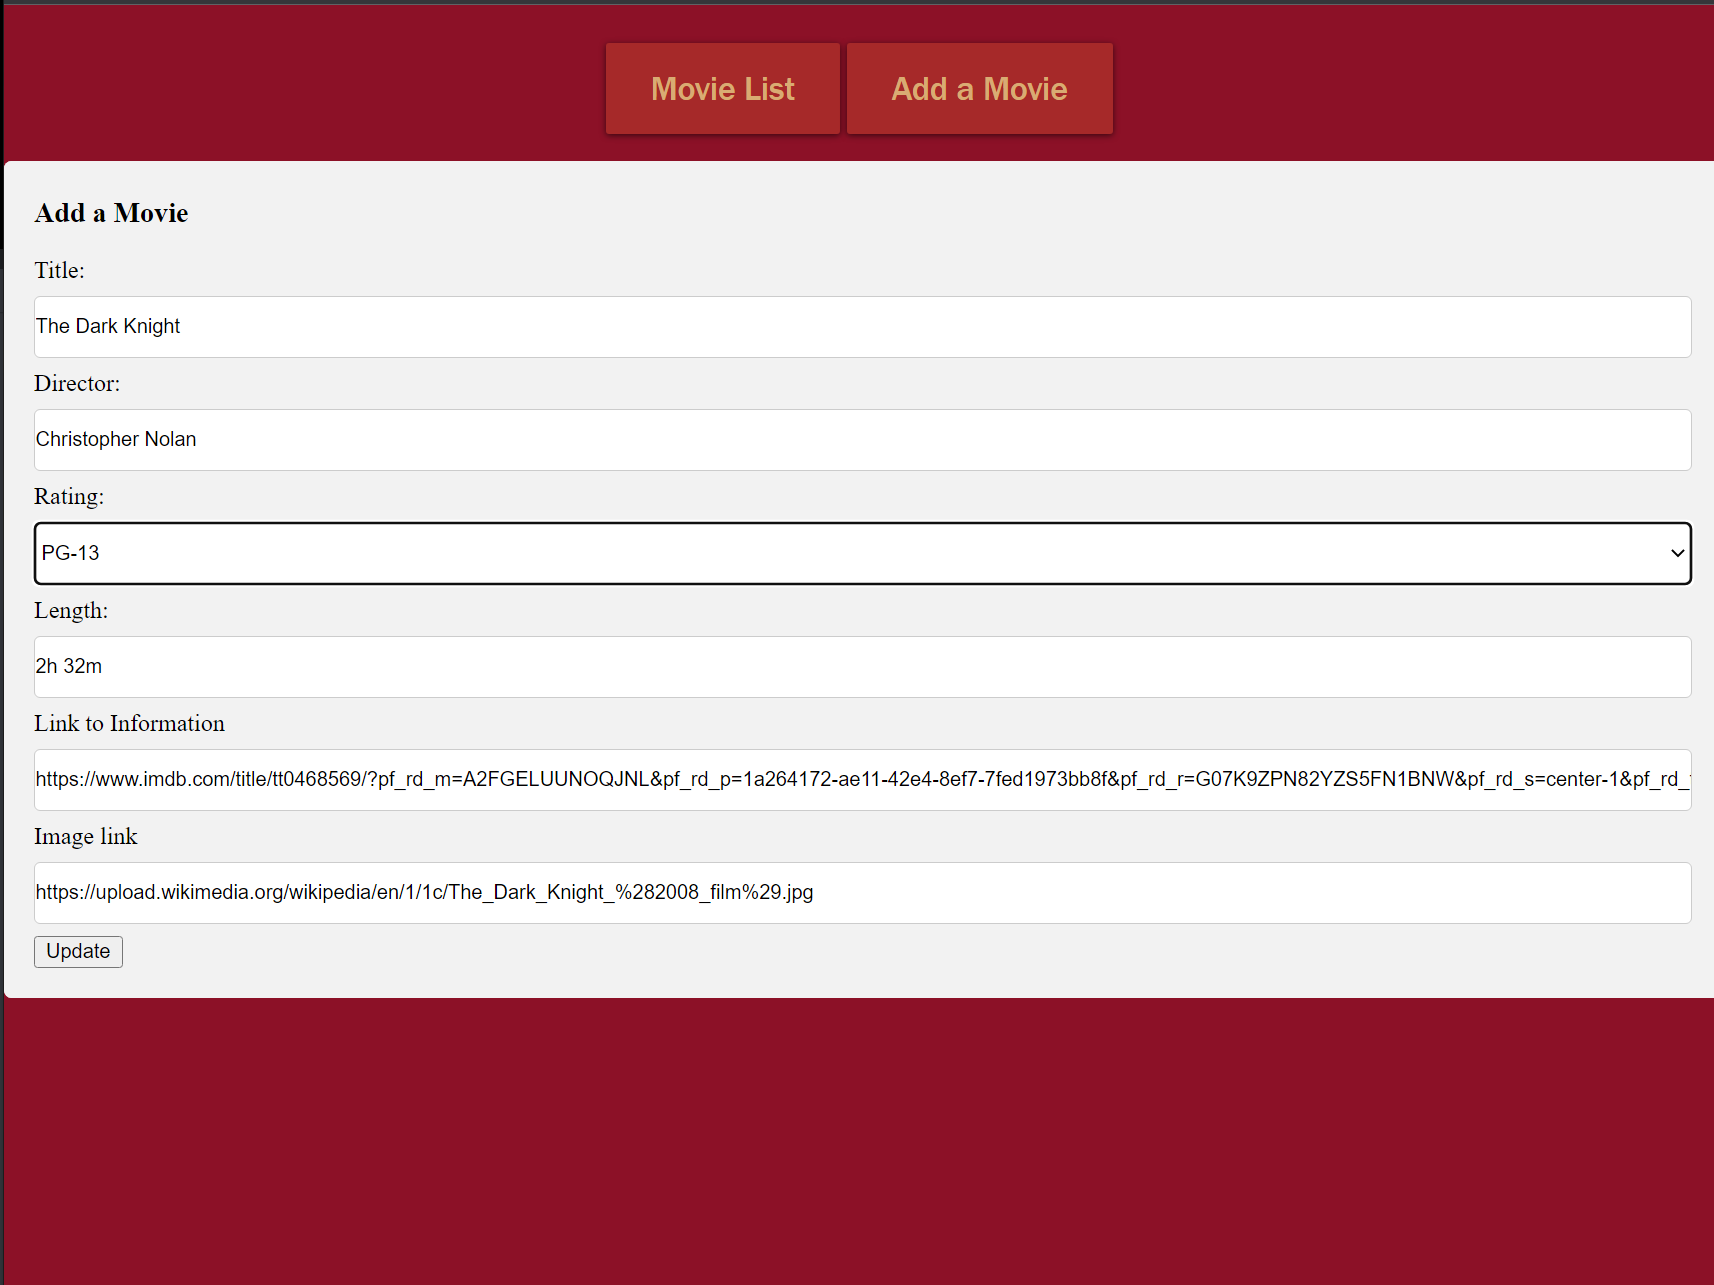 Movie List Add a Movie
Add a Movie
Title:
The Dark Knight
Director:
Christopher Nolan
Rating:
PG-13
Length:
2h 32m
Link to Information
https://www.imdb.com/title/tt0468569/?pf_rd_m=A2FGELUUNOQJNL&pf_rd_p=1a264172-ae11-42e4-8ef7-7fed1973bb8f&pf_rd_r=G07K9ZPN82YZS5FN1BNW&pf_rd_s=center-1&pf_rd_
Image link
https://upload.wikimedia.org/wikipedia/en/1/1c/The_Dark_Knight_%282008_film%29.jpg
Update